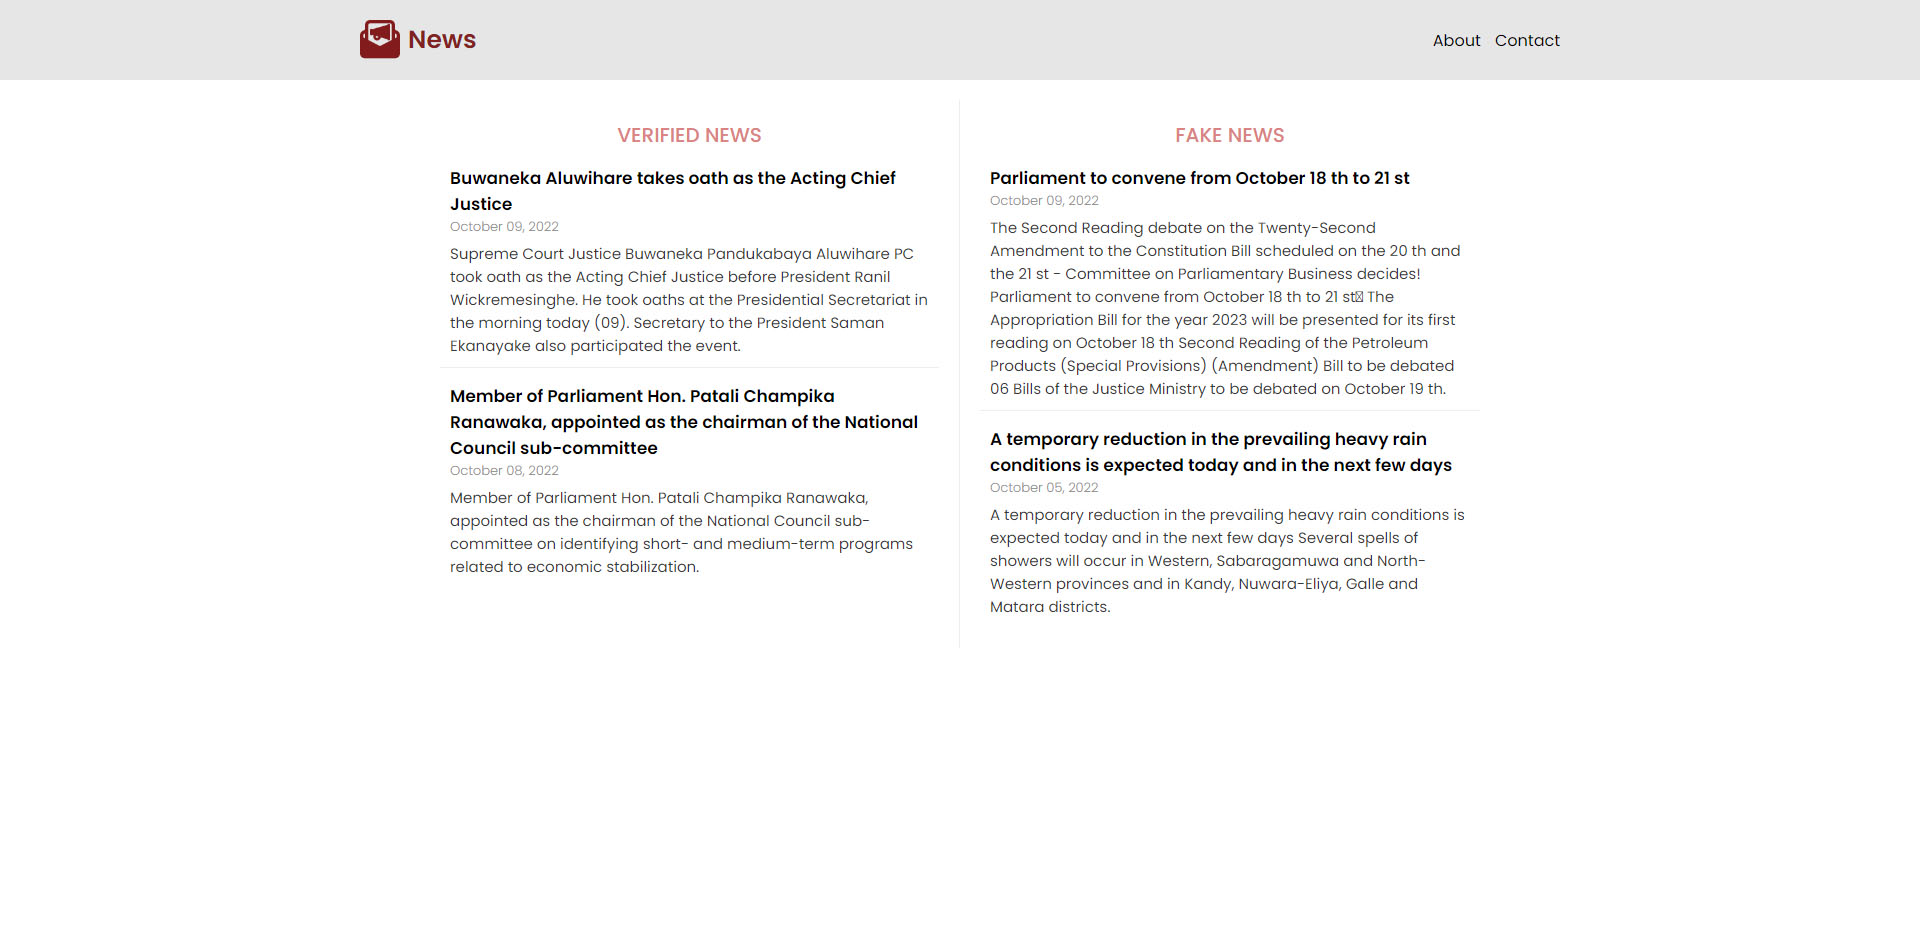 News
About Contact
VERIFIED NEWS
Buwaneka Aluwihare takes oath as the Acting Chief
Justice
October 09, 2022
Supreme Court Justice Buwaneka Pandukabaya Aluwihare PC
took oath as the Acting Chief Justice before President Ranil
Wickremesinghe. He took oaths at the Presidential Secretariat in
the morning today (09). Secretary to the President Saman
Ekanayake also participated the event.
Member of Parliament Hon. Patali Champika
Ranawaka, appointed as the chairman of the National
Council sub-committee
October 08, 2022
Member of Parliament Hon. Patali Champika Ranawaka,
appointed as the chairman of the National Council sub-
committee on identifying short- and medium-term programs
related to economic stabilization.
FAKE NEWS
Parliament to convene from October 18 th to 21 st
October 09, 2022
The Second Reading debate on the Twenty-Second
Amendment to the Constitution Bill scheduled on the 20 th and
the 21 st - Committee on Parliamentary Business decides!
Parliament to convene from October 18 th to 21 st The
Appropriation Bill for the year 2023 will be presented for its first
reading on October 18 th Second Reading of the Petroleum
Products (Special Provisions) (Amendment) Bill to be debated
06 Bills of the Justice Ministry to be debated on October 19 th.
A temporary reduction in the prevailing heavy rain
conditions is expected today and in the next few days
October 05, 2022
A temporary reduction in the prevailing heavy rain conditions is
expected today and in the next few days Several spells of
showers will occur in Western, Sabaragamuwa and North-
Western provinces and in Kandy, Nuwara-Eliya, Galle and
Matara districts.